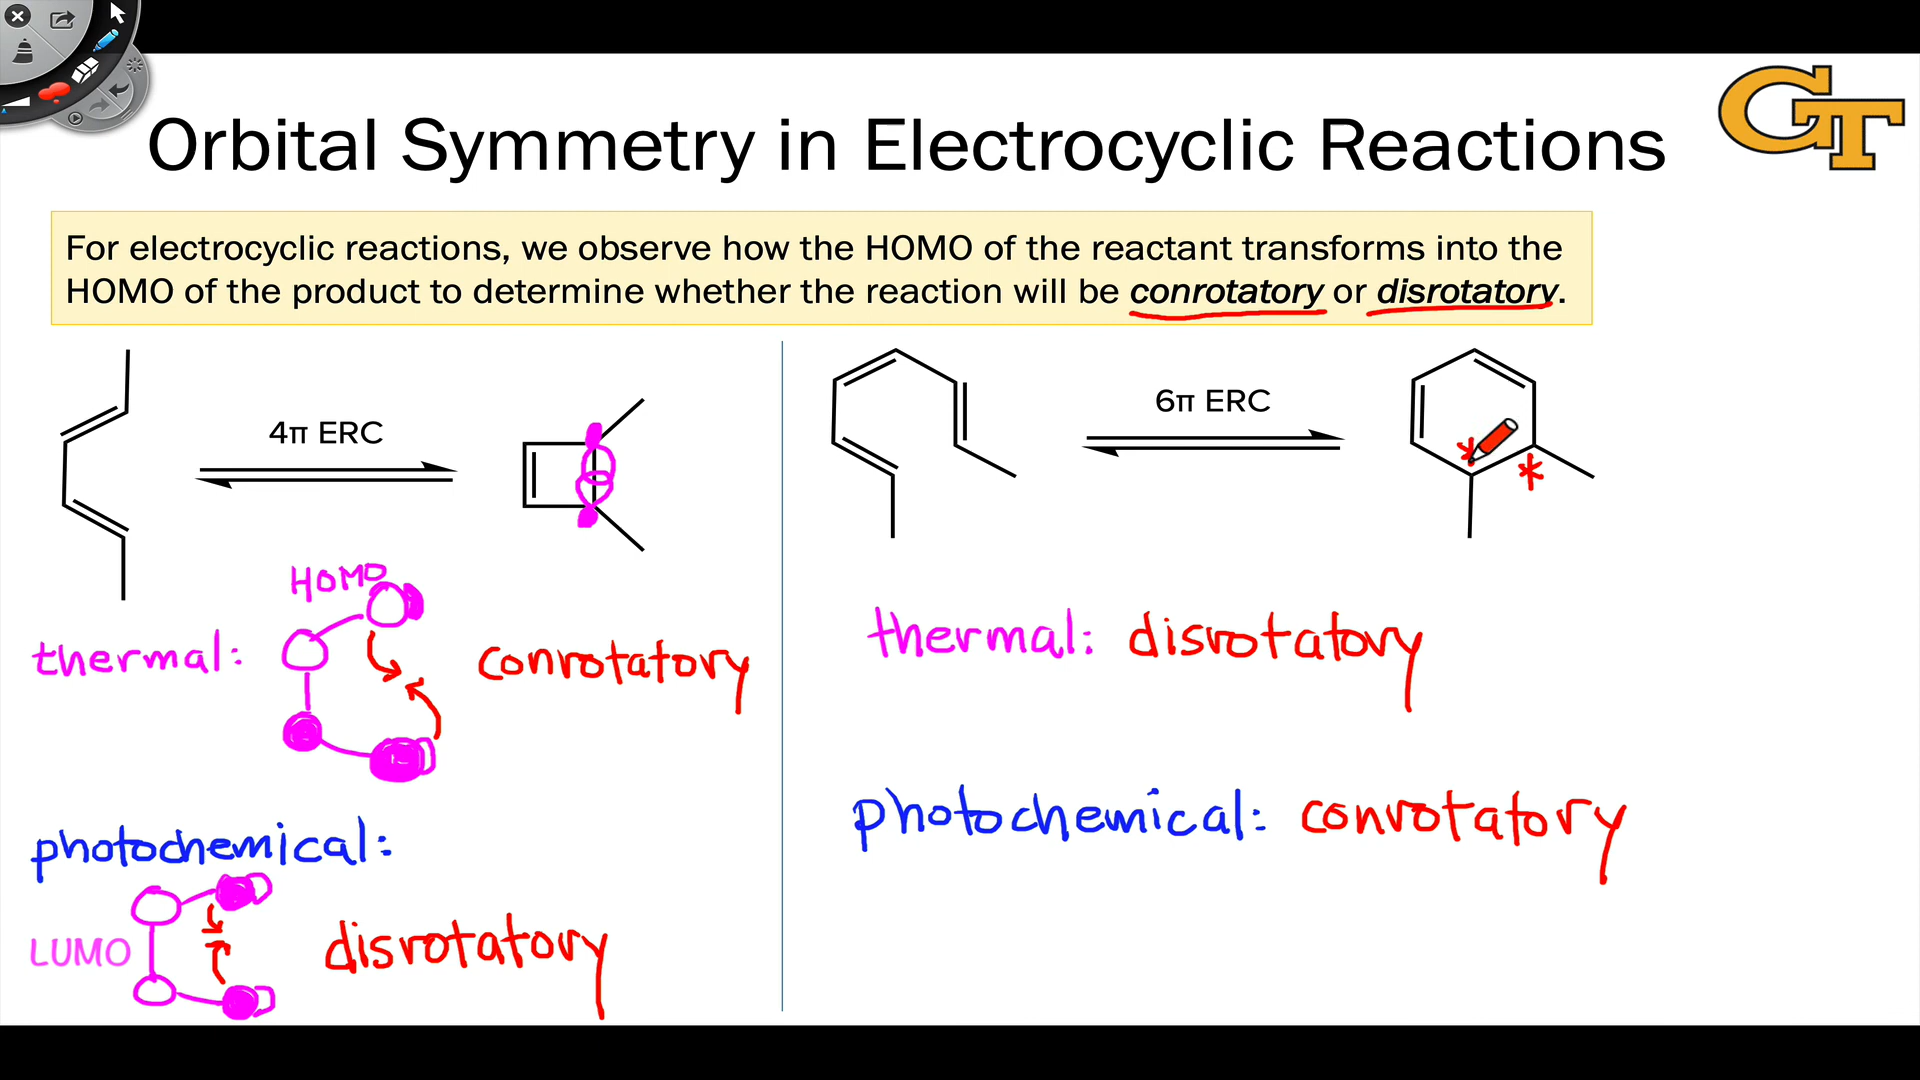 GT
Orbital Symmetry in Electrocyclic Reactions
For electrocyclic reactions, we observe how the HOMO of the reactant transforms into the
HOMO of the product to determine whether the reaction will be conrotatory or disrotatory.
4π ERC
HOMO
thermal: conrotatory
photochemical:
LUMO disrotatory
6π ERC
* *
thermal: disrotatory
photochemical: conrotatory